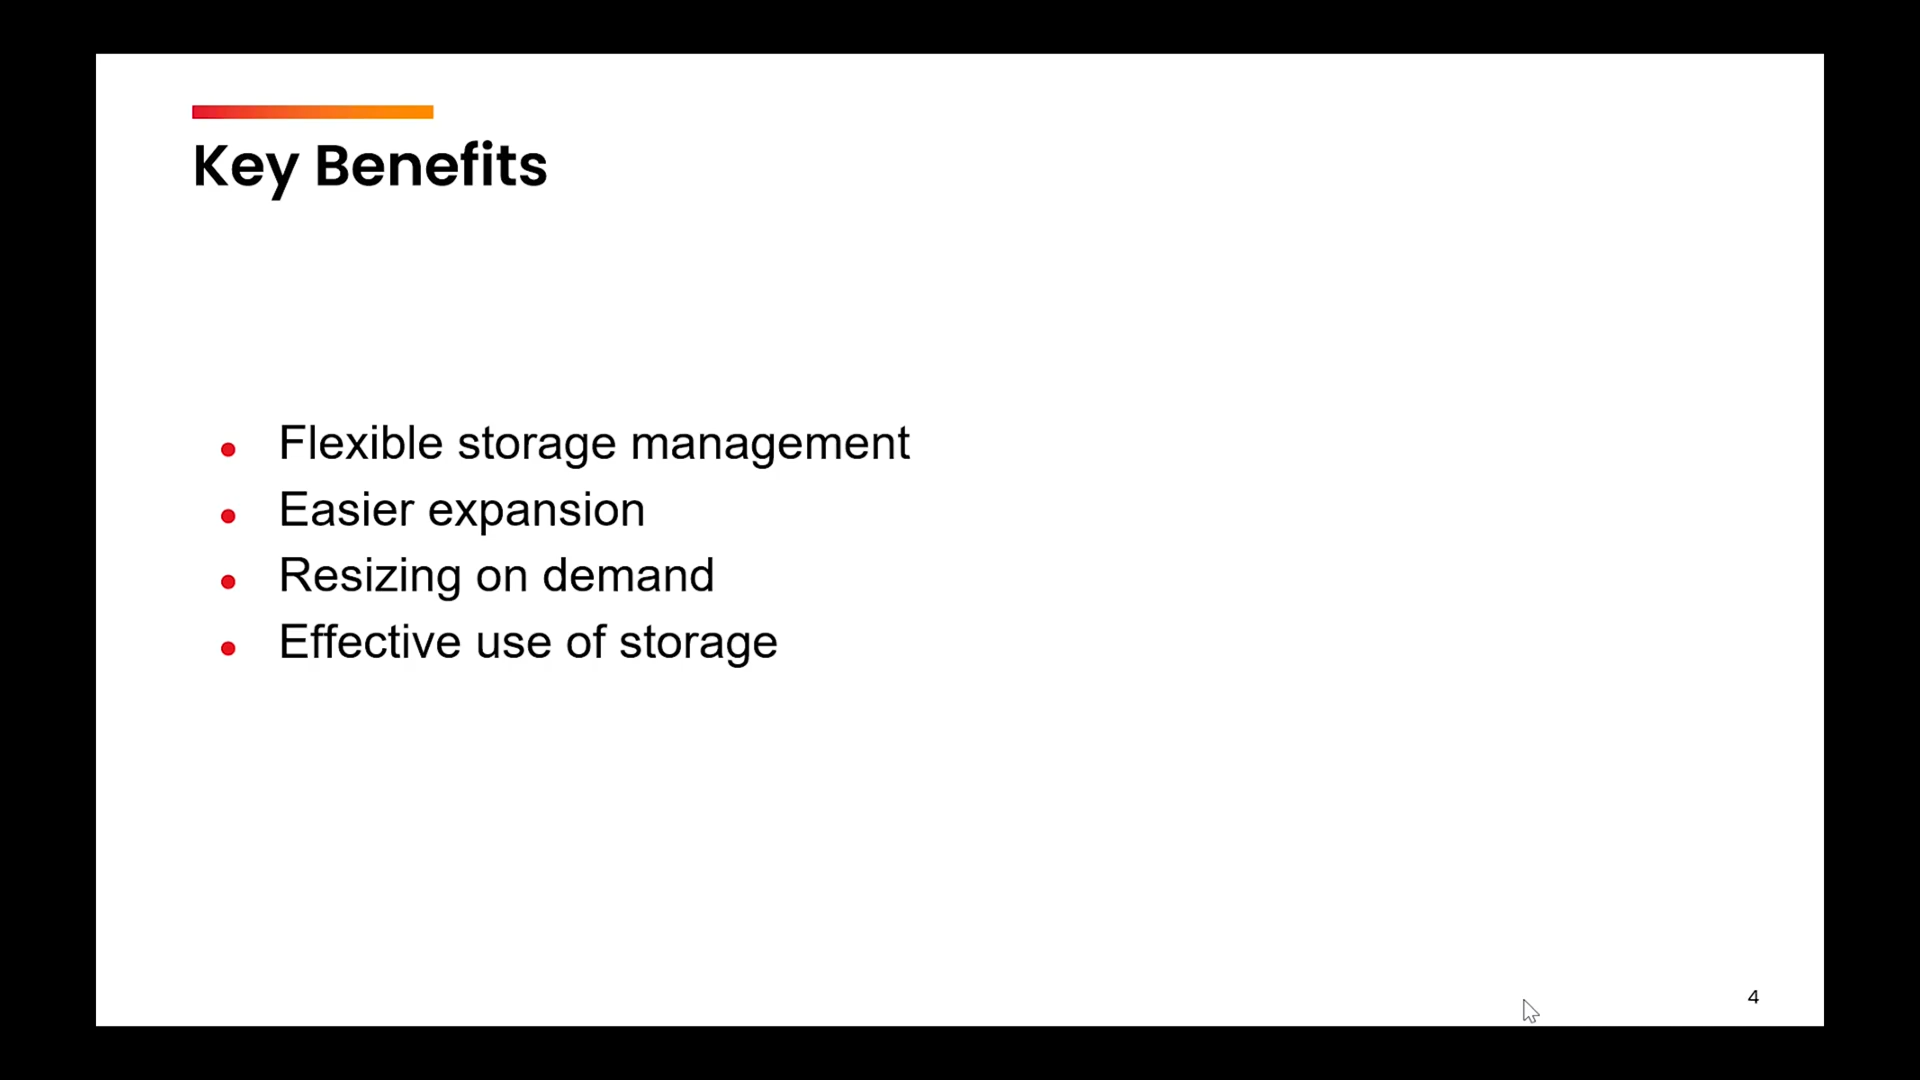 Key Benefits
Flexible storage management
Easier expansion
Resizing on demand
Effective use of storage
4